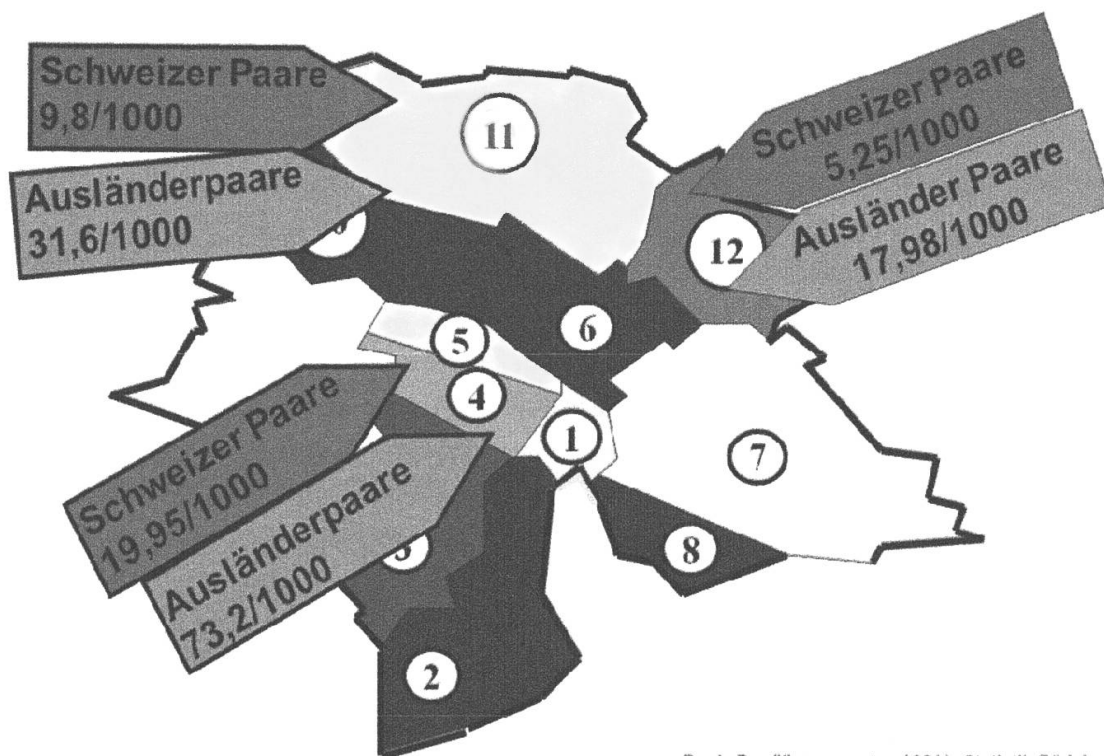 Schweizer Paare
9,8/1000
Ausländerpaare
31,6/1000
Schweizer Paare
5,25/1000
Ausländer Paare
17,98/1000
11
12
6
5
4
1
7
Schweizer Paare
19,95/1000
Ausländerpaare
73,2/1000
8
2